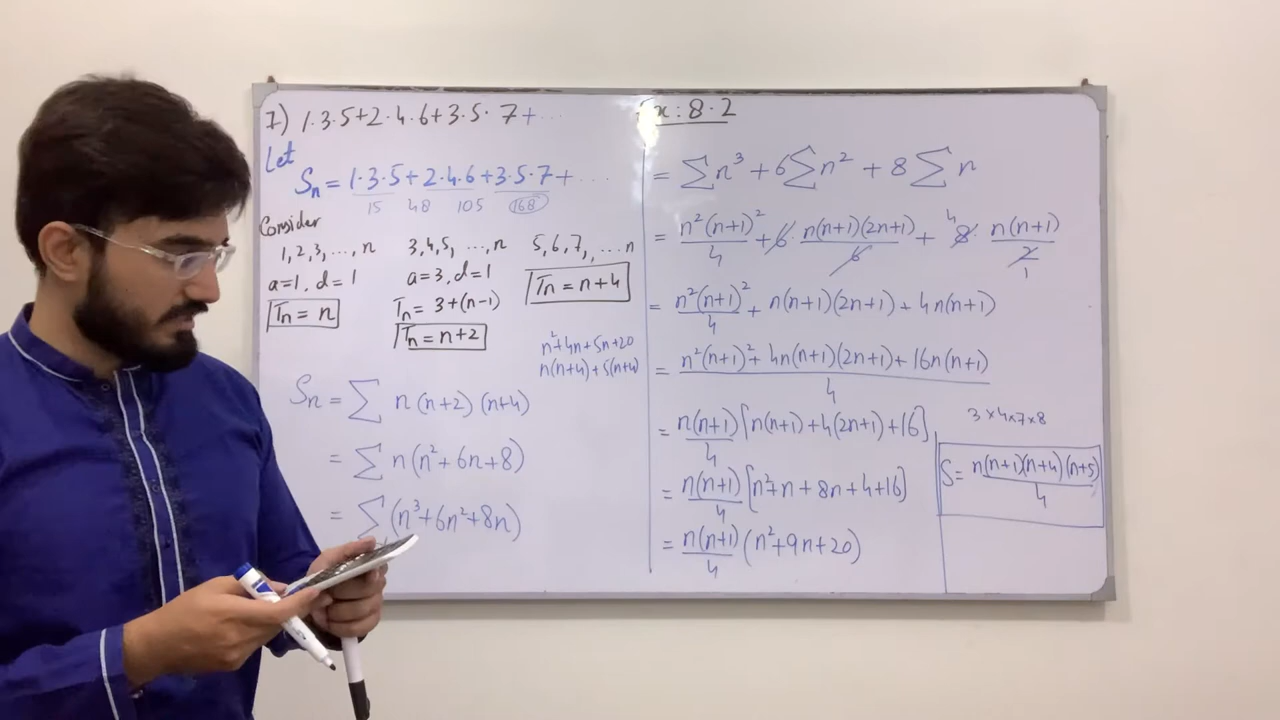 7) 1.3.5+2.4.6+3.5.7+...
Let
Sn = 1.3.5+2.4.6+3.5.7+....
15 48 105 168
Consider
1,2,3,...,n
a=1, d=1
Tn = n
3,4,5, ...,n
a=3, d=1
Tn = 3+(n-1)
Tn = n+2
5,6,7, ...n
Tn = n+4
n²+4n+5n+20
n(n+4)+5(n+4)
Sn = ∑ n(n+2)(n+4)
= ∑ n(n²+6n+8)
= ∑ (n³+6n²+8n)
Ex: 8.2
= ∑n³ + 6∑n² + 8∑n
= n²(n+1)²/4 + 6. n(n+1)(2n+1)/6 + 4 8. n(n+1)/2 1
= n²(n+1)²/4 + n(n+1)(2n+1) + 4n(n+1)
= n²(n+1)²+ 4n(n+1)(2n+1)+ 16n(n+1)/4
= n(n+1)/4 [n(n+1)+4(2n+1)+16]
= n(n+1)/4 [n²+n+8n+4+16]
= n(n+1)/4 (n²+9n+20)
3×4×7×8
S= n(n+1)(n+4)(n+5)/4